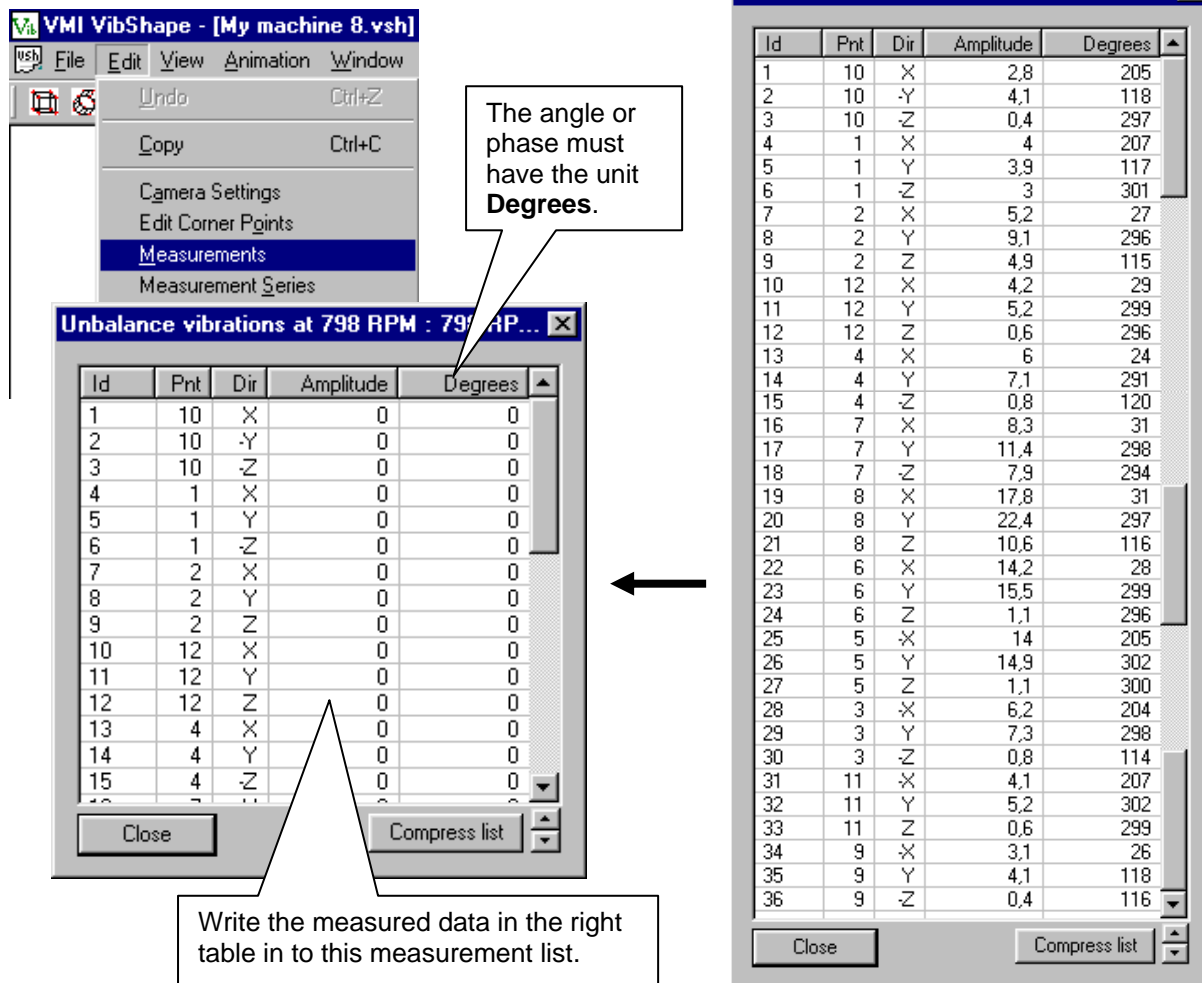 VMI VibShape - [My machine 8.vsh]
File Edit View Animation Window
Undo Ctrl+Z
Copy Ctrl+C
Camera Settings
Edit Corner Points
Measurements
Measurement Series
The angle or
phase must
have the unit
Degrees.
Unbalance vibrations at 798 RPM : 798 RP...
Id Pnt Dir Amplitude Degrees
1 10 X 0 0
2 10 -Y 0 0
3 10 -Z 0 0
4 1 X 0 0
5 1 Y 0 0
6 1 -Z 0 0
7 2 X 0 0
8 2 Y 0 0
9 2 Z 0 0
10 12 X 0 0
11 12 Y 0 0
12 12 Z 0 0
13 4 X 0 0
14 4 Y 0 0
15 4 -Z 0 0
Close Compress list
Write the measured data in the right
table in to this measurement list.
Id Pnt Dir Amplitude Degrees
1 10 X 2,8 205
2 10 -Y 4,1 118
3 10 -Z 0,4 297
4 1 X 4 207
5 1 Y 3,9 117
6 1 -Z 3 301
7 2 X 5,2 27
8 2 Y 9,1 296
9 2 Z 4,9 115
10 12 X 4,2 29
11 12 Y 5,2 299
12 12 Z 0,6 296
13 4 X 6 24
14 4 Y 7,1 291
15 4 -Z 0,8 120
16 7 X 8,3 31
17 7 Y 11,4 298
18 7 -Z 7,9 294
19 8 X 17,8 31
20 8 Y 22,4 297
21 8 Z 10,6 116
22 6 X 14,2 28
23 6 Y 15,5 299
24 6 Z 1,1 296
25 5 -X 14 205
26 5 Y 14,9 302
27 5 Z 1,1 300
28 3 -X 6,2 204
29 3 Y 7,3 298
30 3 -Z 0,8 114
31 11 -X 4,1 207
32 11 Y 5,2 302
33 11 Z 0,6 299
34 9 -X 3,1 26
35 9 Y 4,1 118
36 9 -Z 0,4 116
Close Compress list